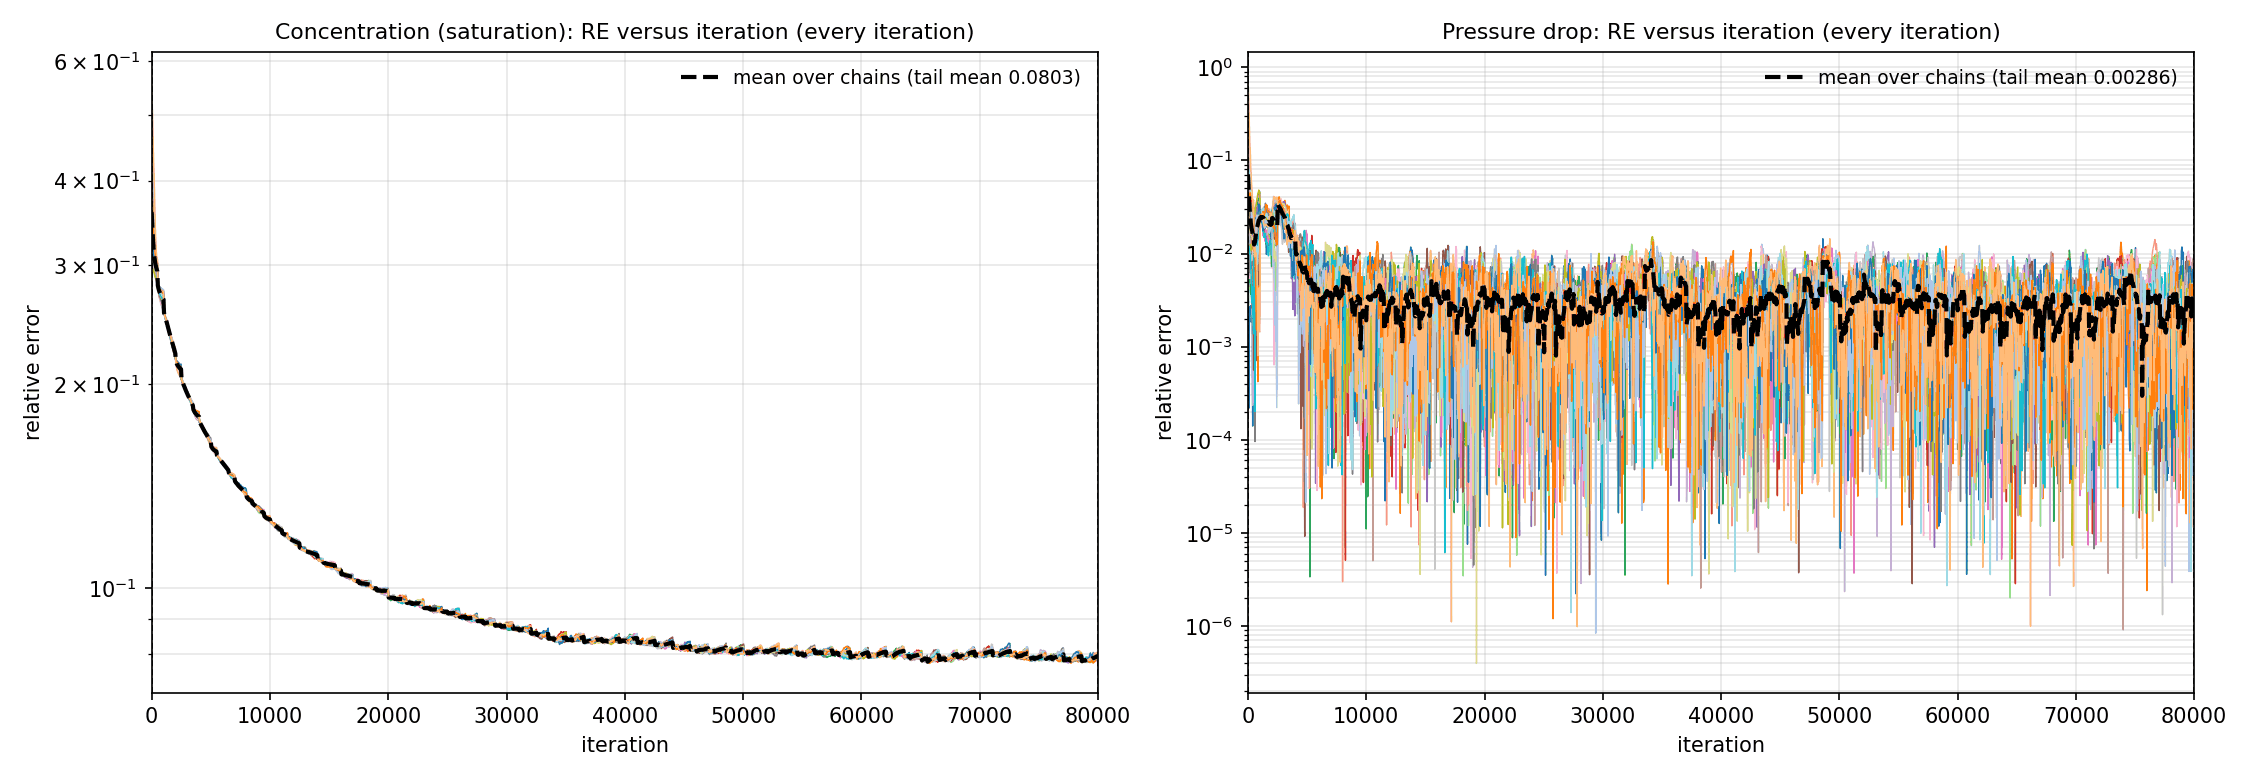 Concentration (saturation): RE versus iteration (every iteration)
mean over chains (tail mean 0.0803)
relative error
6 × 10⁻¹
4 × 10⁻¹
3 × 10⁻¹
2 × 10⁻¹
10⁻¹
0 10000 20000 30000 40000 50000 60000 70000 80000
iteration
Pressure drop: RE versus iteration (every iteration)
mean over chains (tail mean 0.00286)
relative error
10⁰
10⁻¹
10⁻²
10⁻³
10⁻⁴
10⁻⁵
10⁻⁶
0 10000 20000 30000 40000 50000 60000 70000 80000
iteration